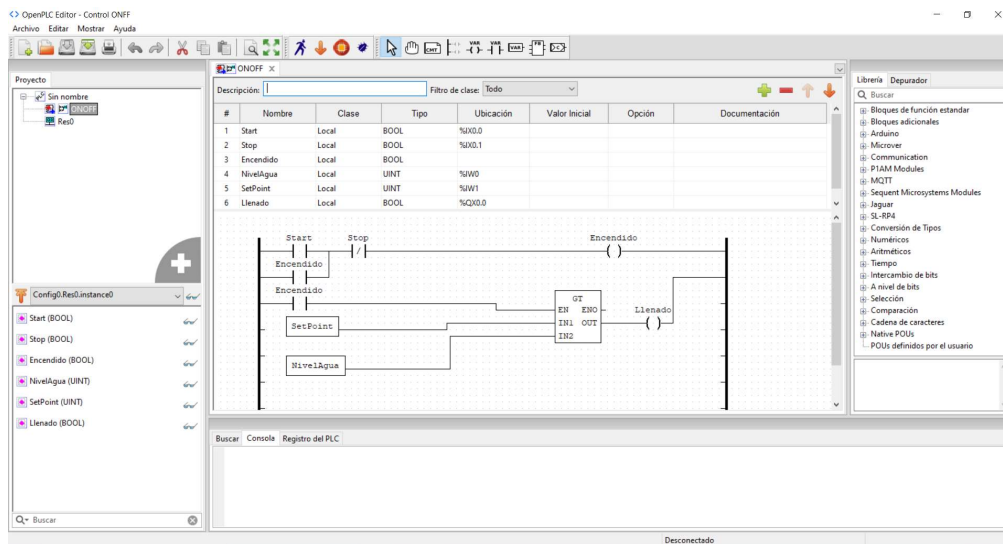 OpenPLC Editor - Control ONFF
Archivo Editar Mostrar Ayuda
ONOFF
Proyecto
Sin nombre
ONOFF
Res0
Descripción:
Filtro de clase: Todo
# Nombre Clase Tipo Ubicación Valor Inicial Opción Documentación
1 Start Local BOOL %IX0.0
2 Stop Local BOOL %IX0.1
3 Encendido Local BOOL
4 NivelAgua Local UINT %IW0
5 SetPoint Local UINT %IW1
6 Llenado Local BOOL %QX0.0
Start Stop Encendido
Encendido
Encendido
GT
EN ENO
IN1 OUT
IN2
Llenado
SetPoint
NivelAgua
Config0.Res0.instance0
Start (BOOL)
Stop (BOOL)
Encendido (BOOL)
NivelAgua (UINT)
SetPoint (UINT)
Llenado (BOOL)
Buscar
Librería Depurador
Buscar
Bloques de función estandar
Bloques adicionales
Arduino
Microver
Communication
P1AM Modules
MQTT
Sequent Microsystems Modules
Jaguar
SL-RP4
Conversión de Tipos
Numéricos
Aritméticos
Tiempo
Intercambio de bits
A nivel de bits
Selección
Comparación
Cadena de caracteres
Native POUs
POUs definidos por el usuario
Buscar Consola Registro del PLC
Desconectado